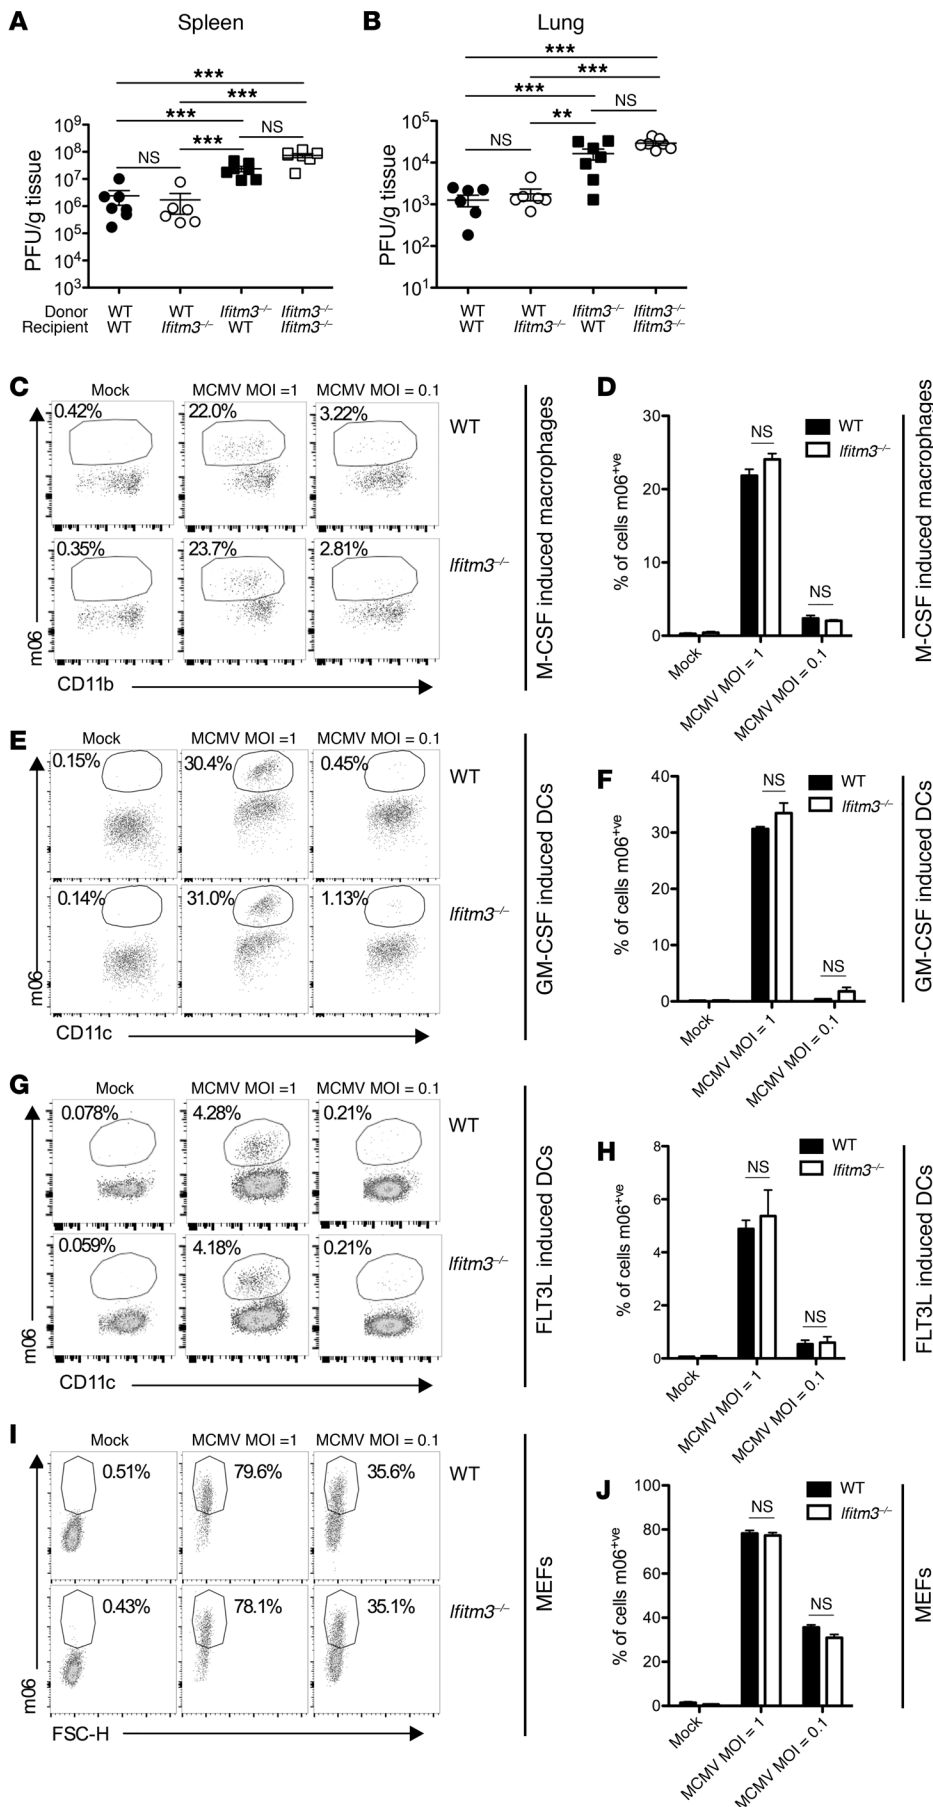 A
Spleen
***
***
***
NS
***
NS
10⁹
10⁸
10⁷
10⁶
10⁵
10⁴
10³
PFU/g tissue
Donor WT WT Ifitm3⁻/⁻ Ifitm3⁻/⁻
Recipient WT Ifitm3⁻/⁻ WT Ifitm3⁻/⁻
B
Lung
***
***
***
NS
**
NS
10⁵
10⁴
10³
10²
10¹
PFU/g tissue
WT WT Ifitm3⁻/⁻ Ifitm3⁻/⁻
WT Ifitm3⁻/⁻ WT Ifitm3⁻/⁻
C
Mock MCMV MOI =1 MCMV MOI = 0.1
0.42% 22.0% 3.22% WT
0.35% 23.7% 2.81% Ifitm3⁻/⁻
m06
CD11b
M-CSF induced macrophages
D
30
20
10
0
% of cells m06⁺ve
WT
Ifitm3⁻/⁻
NS
NS
Mock
MCMV MOI = 1
MCMV MOI = 0.1
M-CSF induced macrophages
E
Mock MCMV MOI =1 MCMV MOI = 0.1
0.15% 30.4% 0.45% WT
0.14% 31.0% 1.13% Ifitm3⁻/⁻
m06
CD11c
GM-CSF induced DCs
F
40
30
20
10
0
% of cells m06⁺ve
WT
Ifitm3⁻/⁻
NS
NS
Mock
MCMV MOI = 1
MCMV MOI = 0.1
GM-CSF induced DCs
G
Mock MCMV MOI =1 MCMV MOI = 0.1
0.078% 4.28% 0.21% WT
0.059% 4.18% 0.21% Ifitm3⁻/⁻
m06
CD11c
FLT3L induced DCs
H
8
6
4
2
0
% of cells m06⁺ve
WT
Ifitm3⁻/⁻
NS
NS
Mock
MCMV MOI = 1
MCMV MOI = 0.1
FLT3L induced DCs
I
Mock MCMV MOI =1 MCMV MOI = 0.1
0.51% 79.6% 35.6% WT
0.43% 78.1% 35.1% Ifitm3⁻/⁻
m06
FSC-H
MEFs
J
100
80
60
40
20
0
% of cells m06⁺ve
WT
Ifitm3⁻/⁻
NS
NS
Mock
MCMV MOI = 1
MCMV MOI = 0.1
MEFs